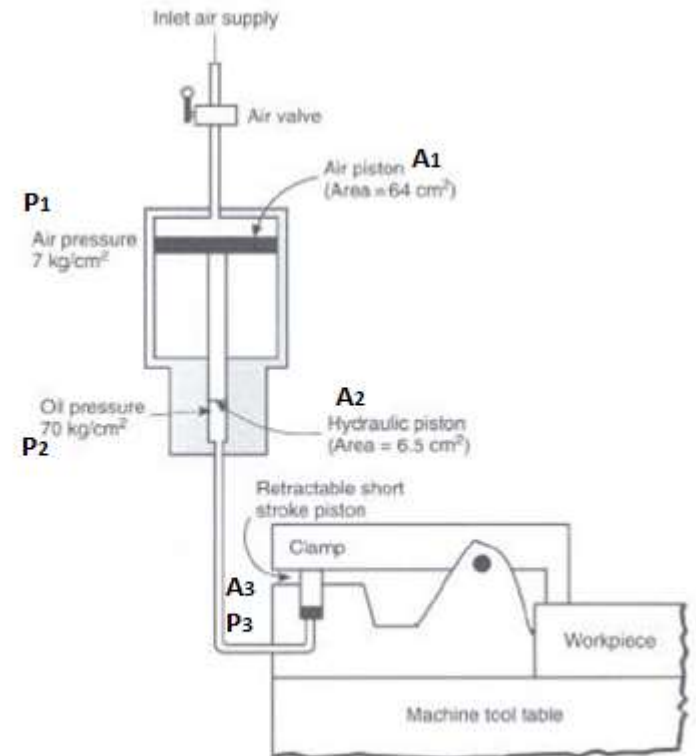 Inlet air supply
Air valve
Air piston A1
(Area = 64 cm²)
P1
Air pressure
7 kg/cm²
A2
Oil pressure
70 kg/cm²
Hydraulic piston
(Area = 6.5 cm²)
P2
Retractable short
stroke piston
Clamp
A3
P3
Workpiece
Machine tool table